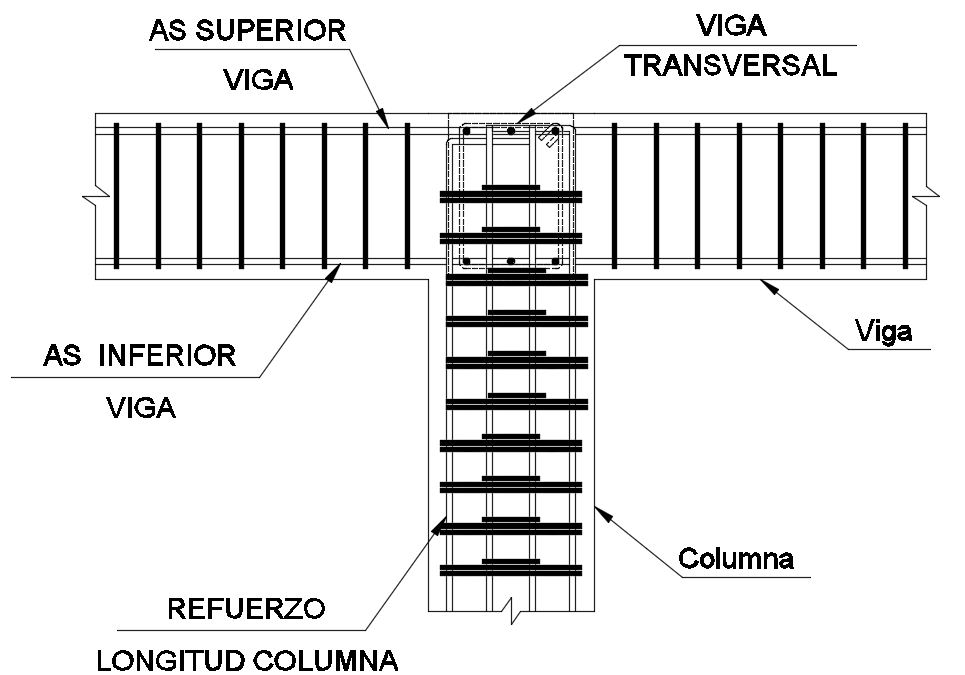 AS SUPERIOR
VIGA
VIGA
TRANSVERSAL
AS INFERIOR
VIGA
Viga
Columna
REFUERZO
LONGITUD COLUMNA